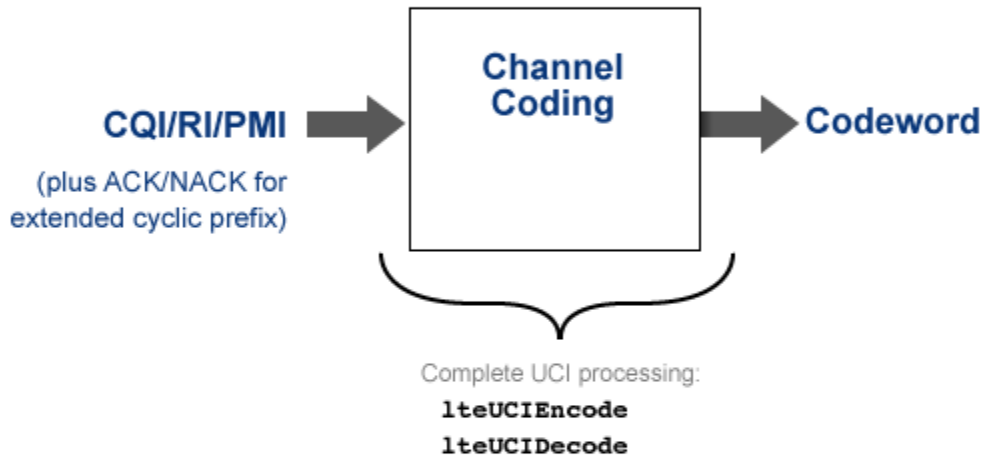 Channel
Coding
CQI/RI/PMI
Codeword
(plus ACK/NACK for
extended cyclic prefix)
Complete UCI processing:
lteUCIEncode
lteUCIDecode